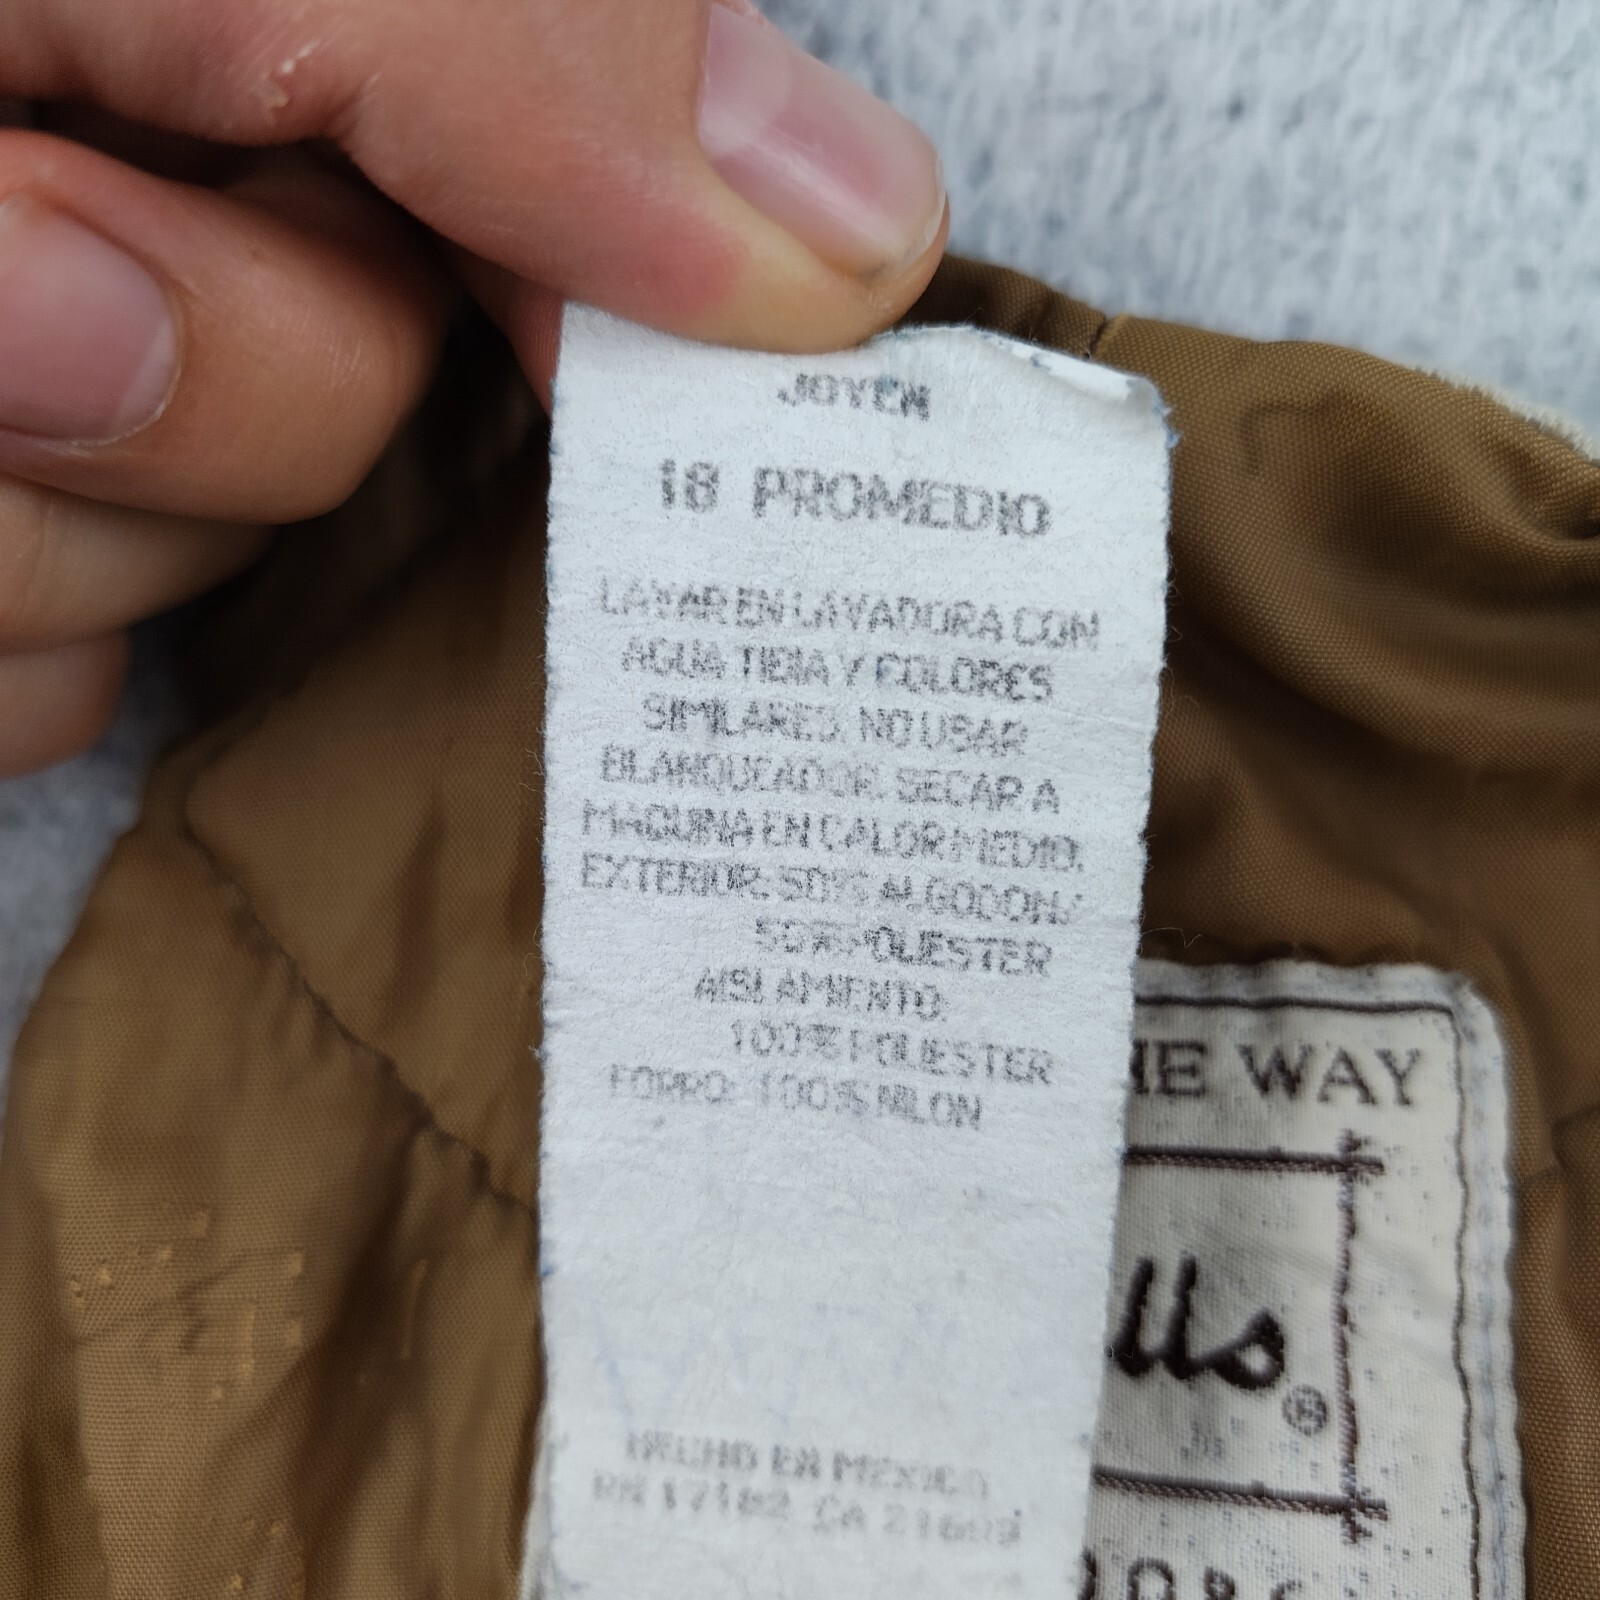 JOVEN
18 PROMEDIO
LAVAR EN LAVADORA CON
AGUA TIBIA Y COLORES
SIMILARES. NO USAR
BLANQUEADOR. SECAR A
MAQUINA EN CALOR MEDIO.
EXTERIOR: 50% ALGODON/
50% POLIESTER
AISLAMIENTO:
100% POLIESTER
FORRO: 100% NILON
HECHO EN MEXICO
RN 17182 CA 21603
HE WAY
lls®